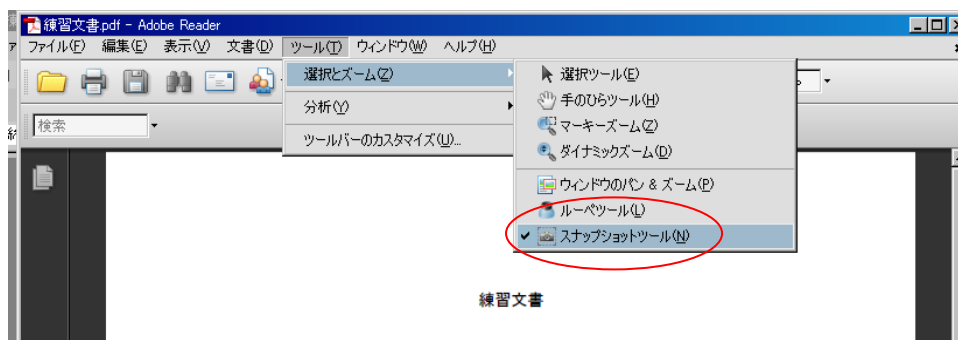 練習文書.pdf - Adobe Reader
ファイル(F) 編集(E) 表示(V) 文書(D) ツール(T) ウィンドウ(W) ヘルプ(H)
選択とズーム(Z)
分析(Y)
ツールバーのカスタマイズ(U)...
選択ツール(E)
手のひらツール(H)
マーキーズーム(Z)
ダイナミックズーム(D)
ウィンドウのパン & ズーム(P)
ルーペツール(L)
スナップショットツール(N)
検索
練習文書